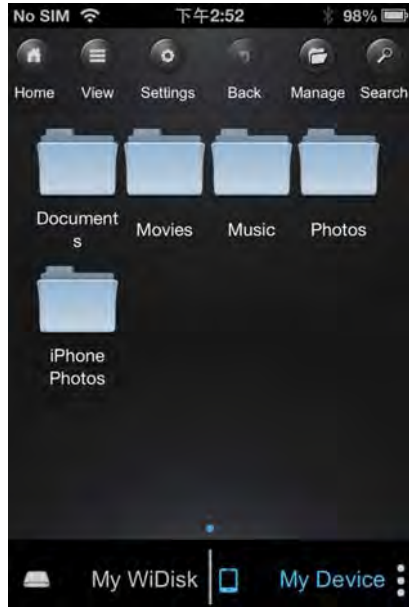 No SIM 下午2:52 98%
Home View Settings Back Manage Search
Document
s
Movies Music Photos
iPhone
Photos
My WiDisk My Device